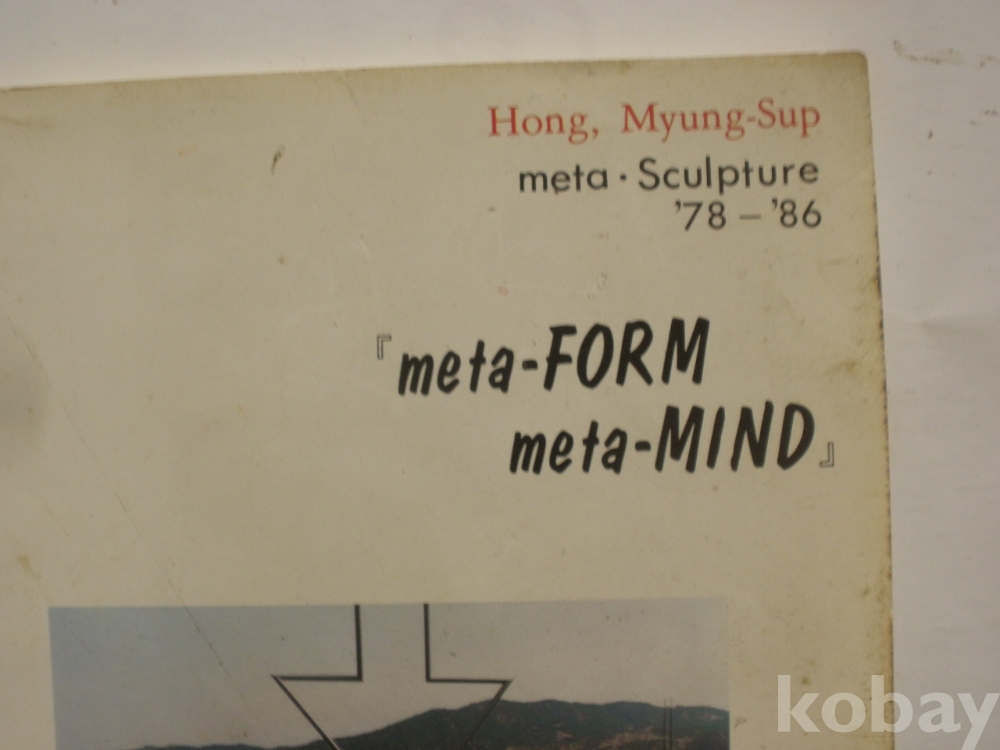 Hong, Myung-Sup
meta · Sculpture
'78 – '86
『meta-FORM
meta-MIND』
kobay